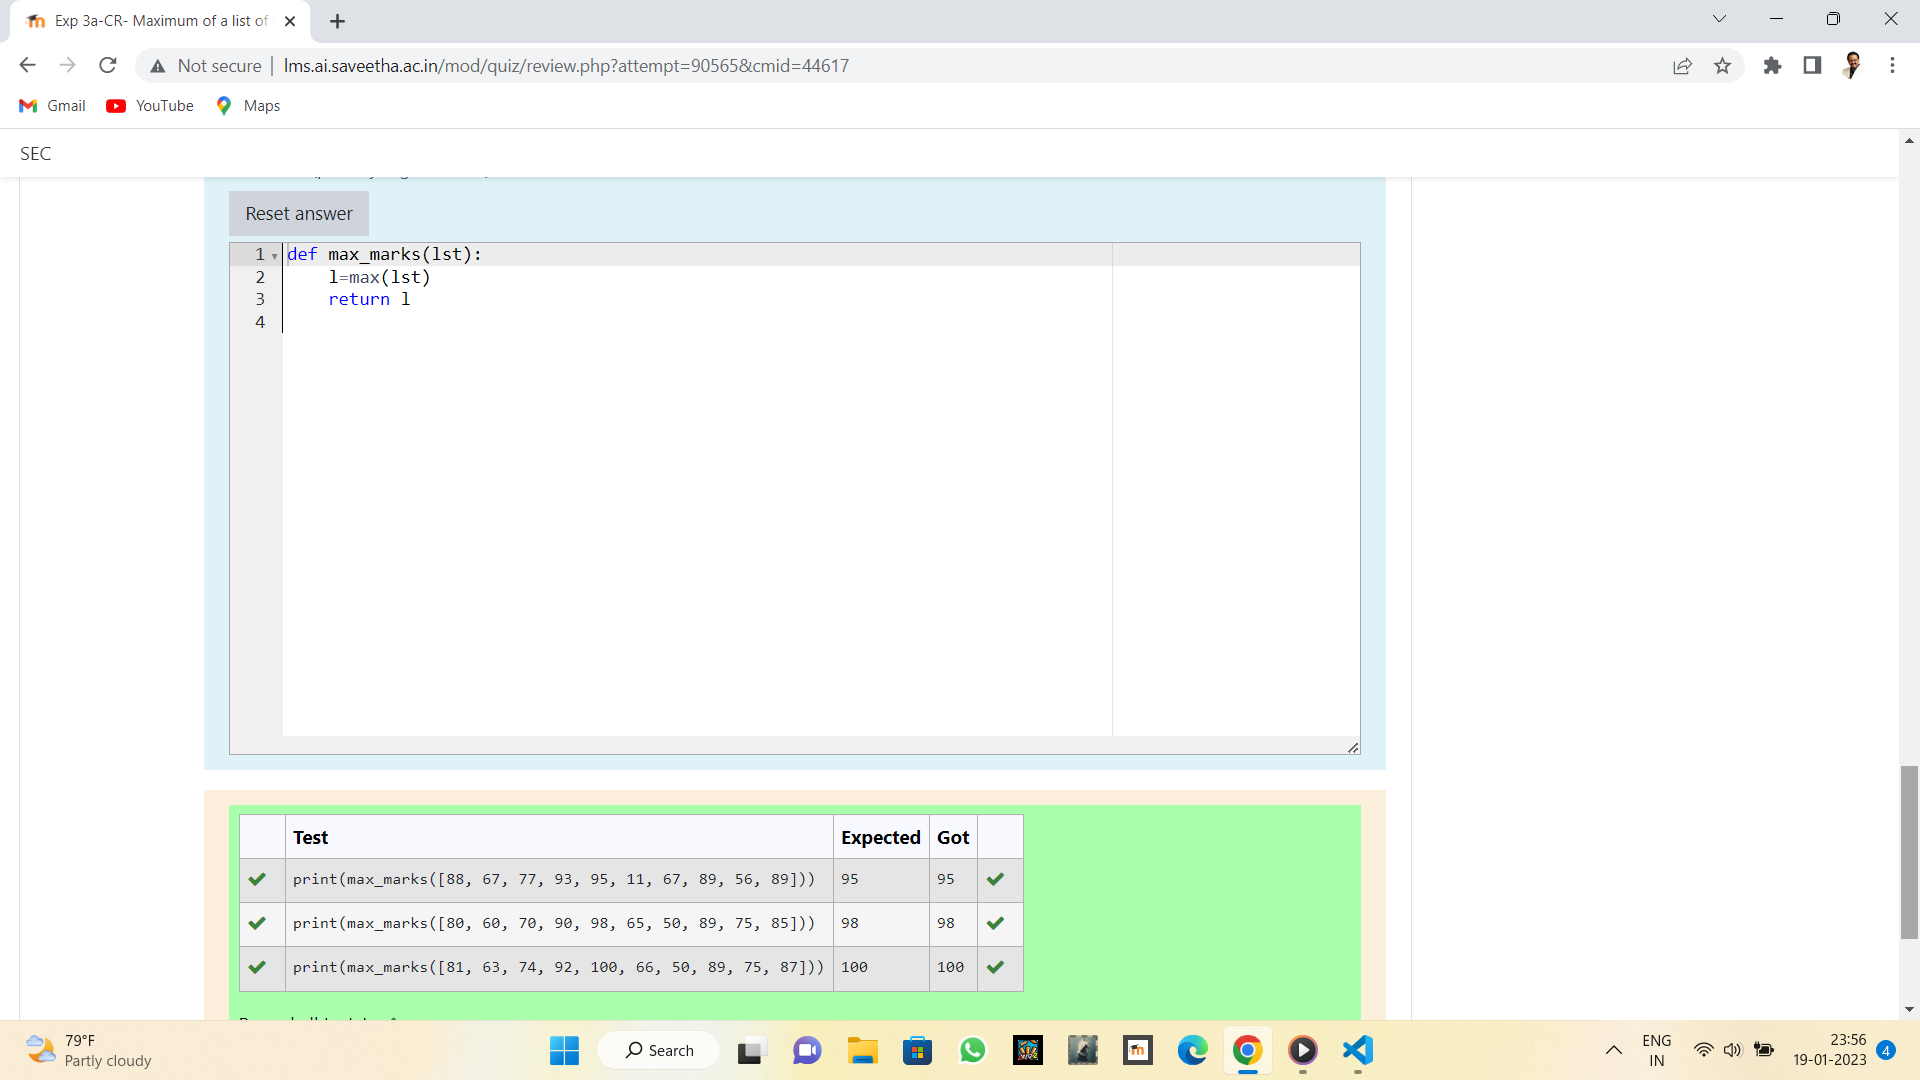 Exp 3a-CR- Maximum of a list of
Not secure | lms.ai.saveetha.ac.in/mod/quiz/review.php?attempt=90565&cmid=44617
Gmail YouTube Maps
SEC
Reset answer
1 def max_marks(lst):
2     l=max(lst)
3     return l
4
Test Expected Got
print(max_marks([88, 67, 77, 93, 95, 11, 67, 89, 56, 89])) 95 95
print(max_marks([80, 60, 70, 90, 98, 65, 50, 89, 75, 85])) 98 98
print(max_marks([81, 63, 74, 92, 100, 66, 50, 89, 75, 87])) 100 100
79°F
Partly cloudy
Search
ENG
IN
23:56
19-01-2023
4